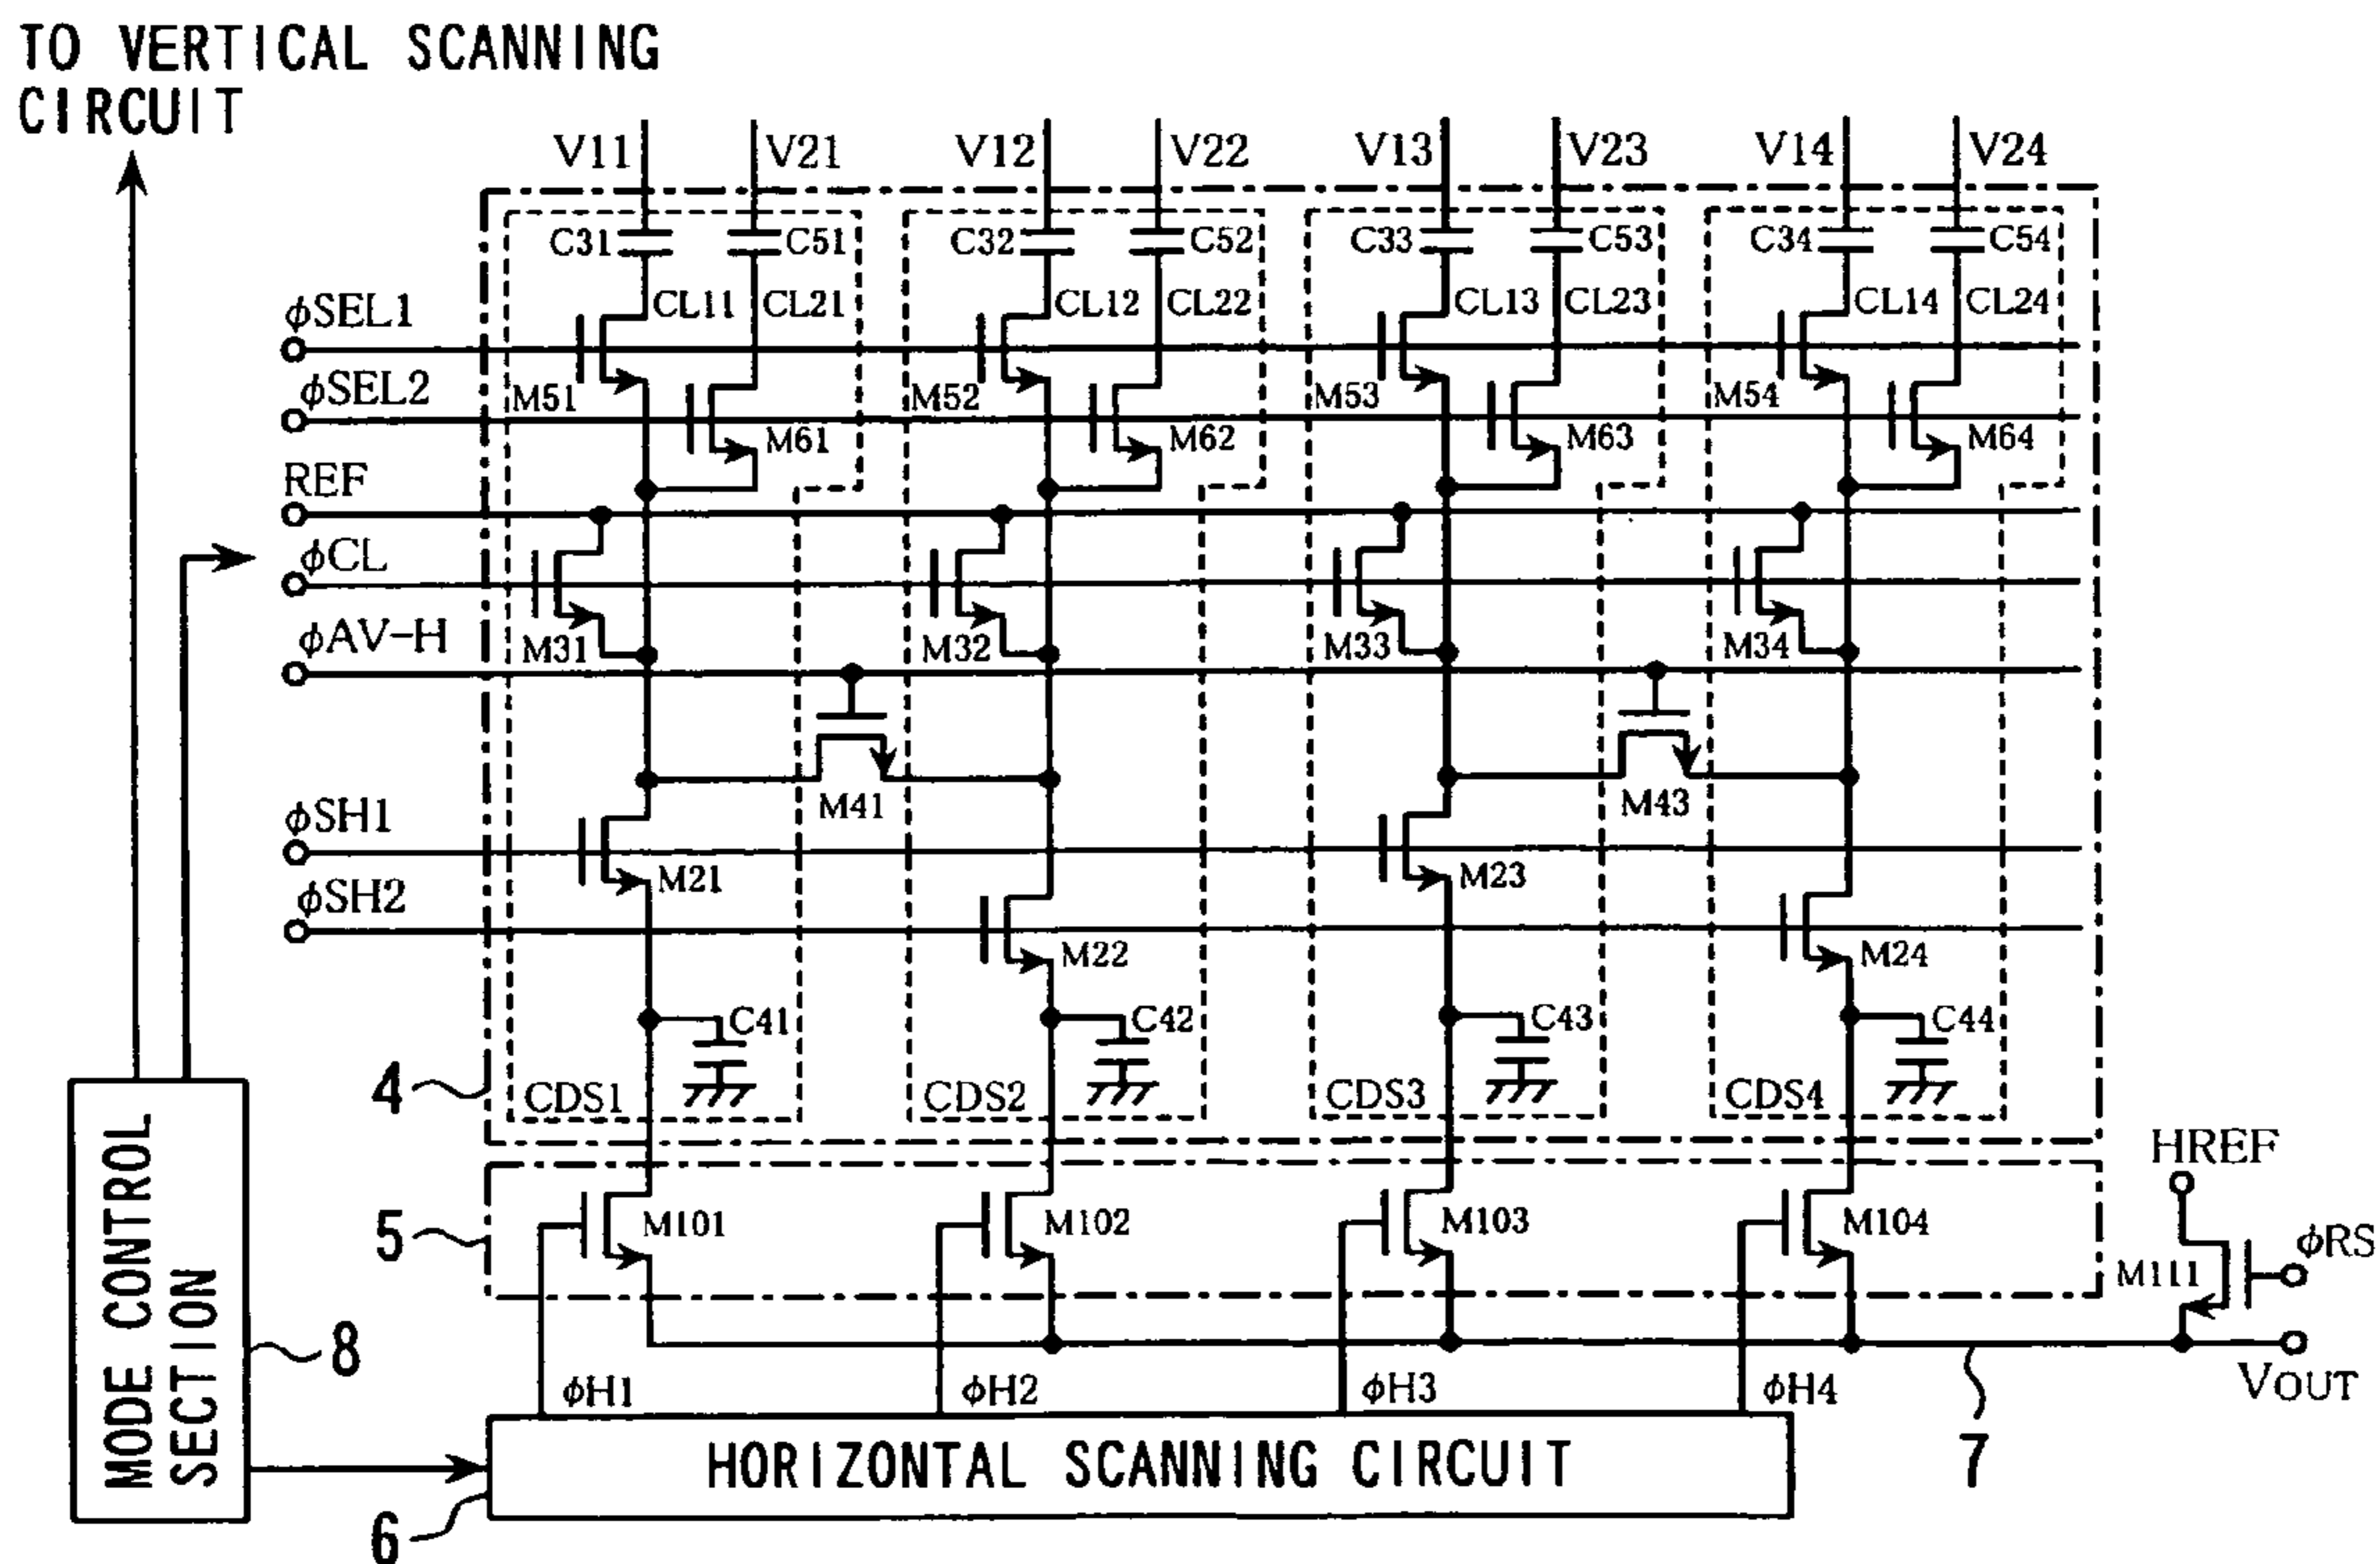 TO VERTICAL SCANNING
CIRCUIT
V11 V21 V12 V22 V13 V23 V14 V24
C31 C51 C32 C52 C33 C53 C34 C54
φSEL1 CL11 CL21 CL12 CL22 CL13 CL23 CL14 CL24
φSEL2 M51 M52 M53 M54
M61 M62 M63 M64
REF
φCL
φAV-H M31 M32 M33 M34
M41 M43
φSH1
M21 M23
φSH2
M22 M24
C41 C42 C43 C44
4 CDS1 CDS2 CDS3 CDS4
HREF
5 M101 M102 M103 M104
φRS
M111
8
φH1 φH2 φH3 φH4 VOUT
MODE CONTROL
SECTION
HORIZONTAL SCANNING CIRCUIT
7
6